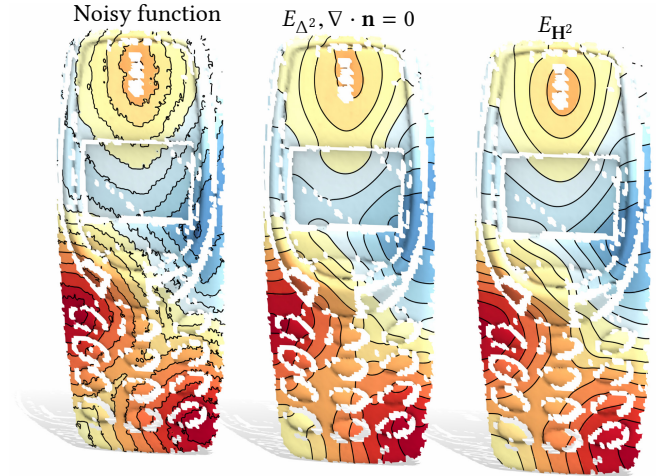 Noisy function
E_{Δ²}, ∇ · n = 0
E_{H²}